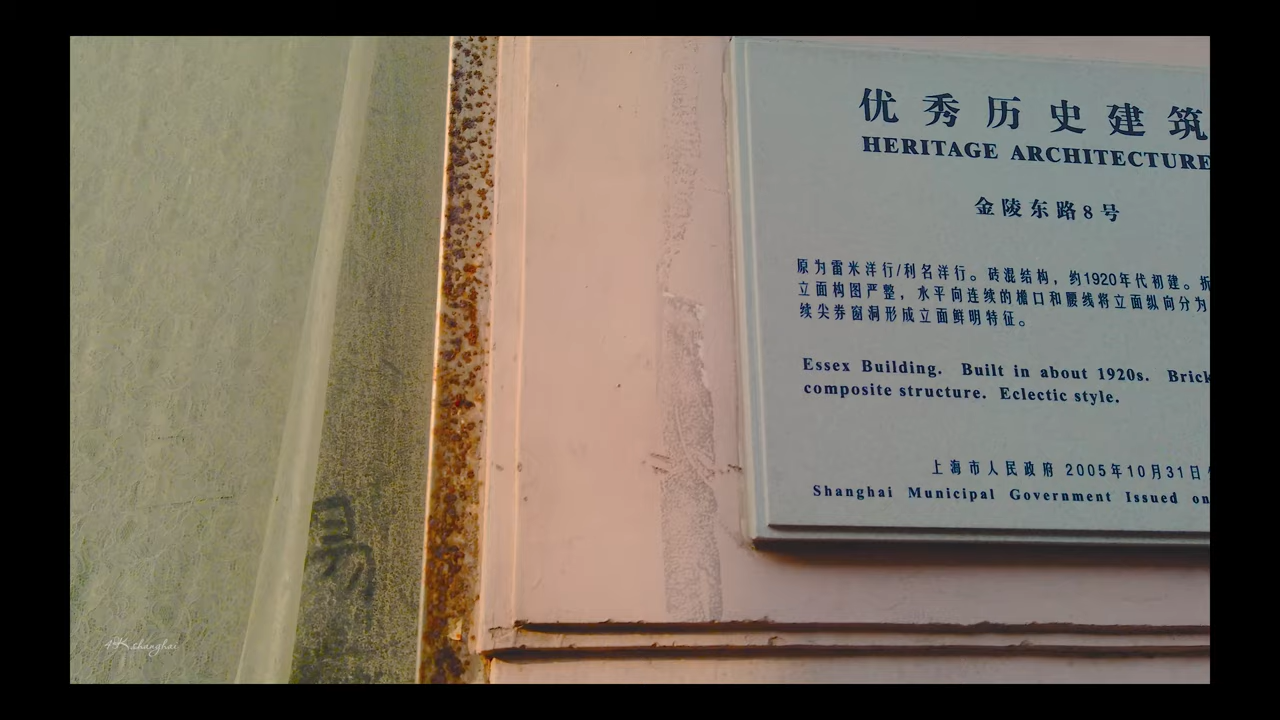 优秀历史建筑
HERITAGE ARCHITECTURE
金陵东路8号
原为雷米洋行/利名洋行。砖混结构，约1920年代初建。折
立面构图严整，水平向连续的檐口和腰线将立面纵向分为
续尖券窗洞形成立面鲜明特征。
Essex Building. Built in about 1920s. Brick
composite structure. Eclectic style.
上海市人民政府 2005年10月31日
Shanghai Municipal Government Issued on
易
4K.shanghai